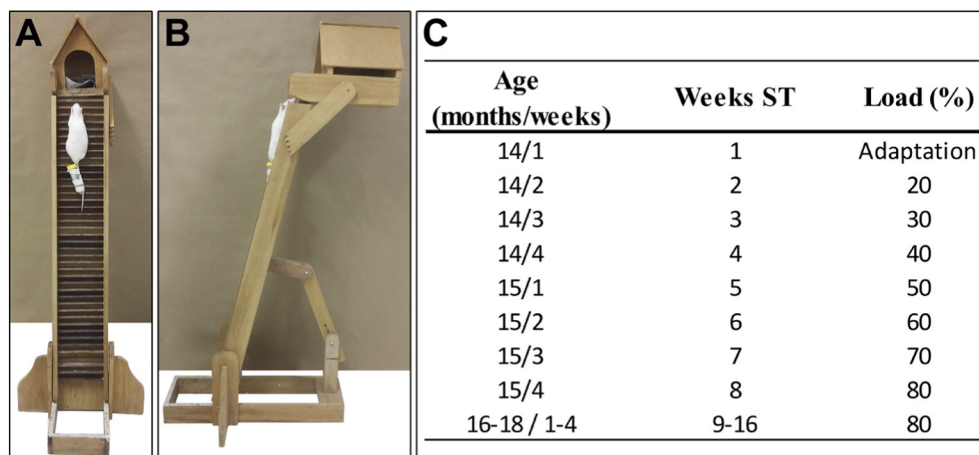 A
B
C
Age
(months/weeks) Weeks ST Load (%)
14/1 1 Adaptation
14/2 2 20
14/3 3 30
14/4 4 40
15/1 5 50
15/2 6 60
15/3 7 70
15/4 8 80
16-18 / 1-4 9-16 80